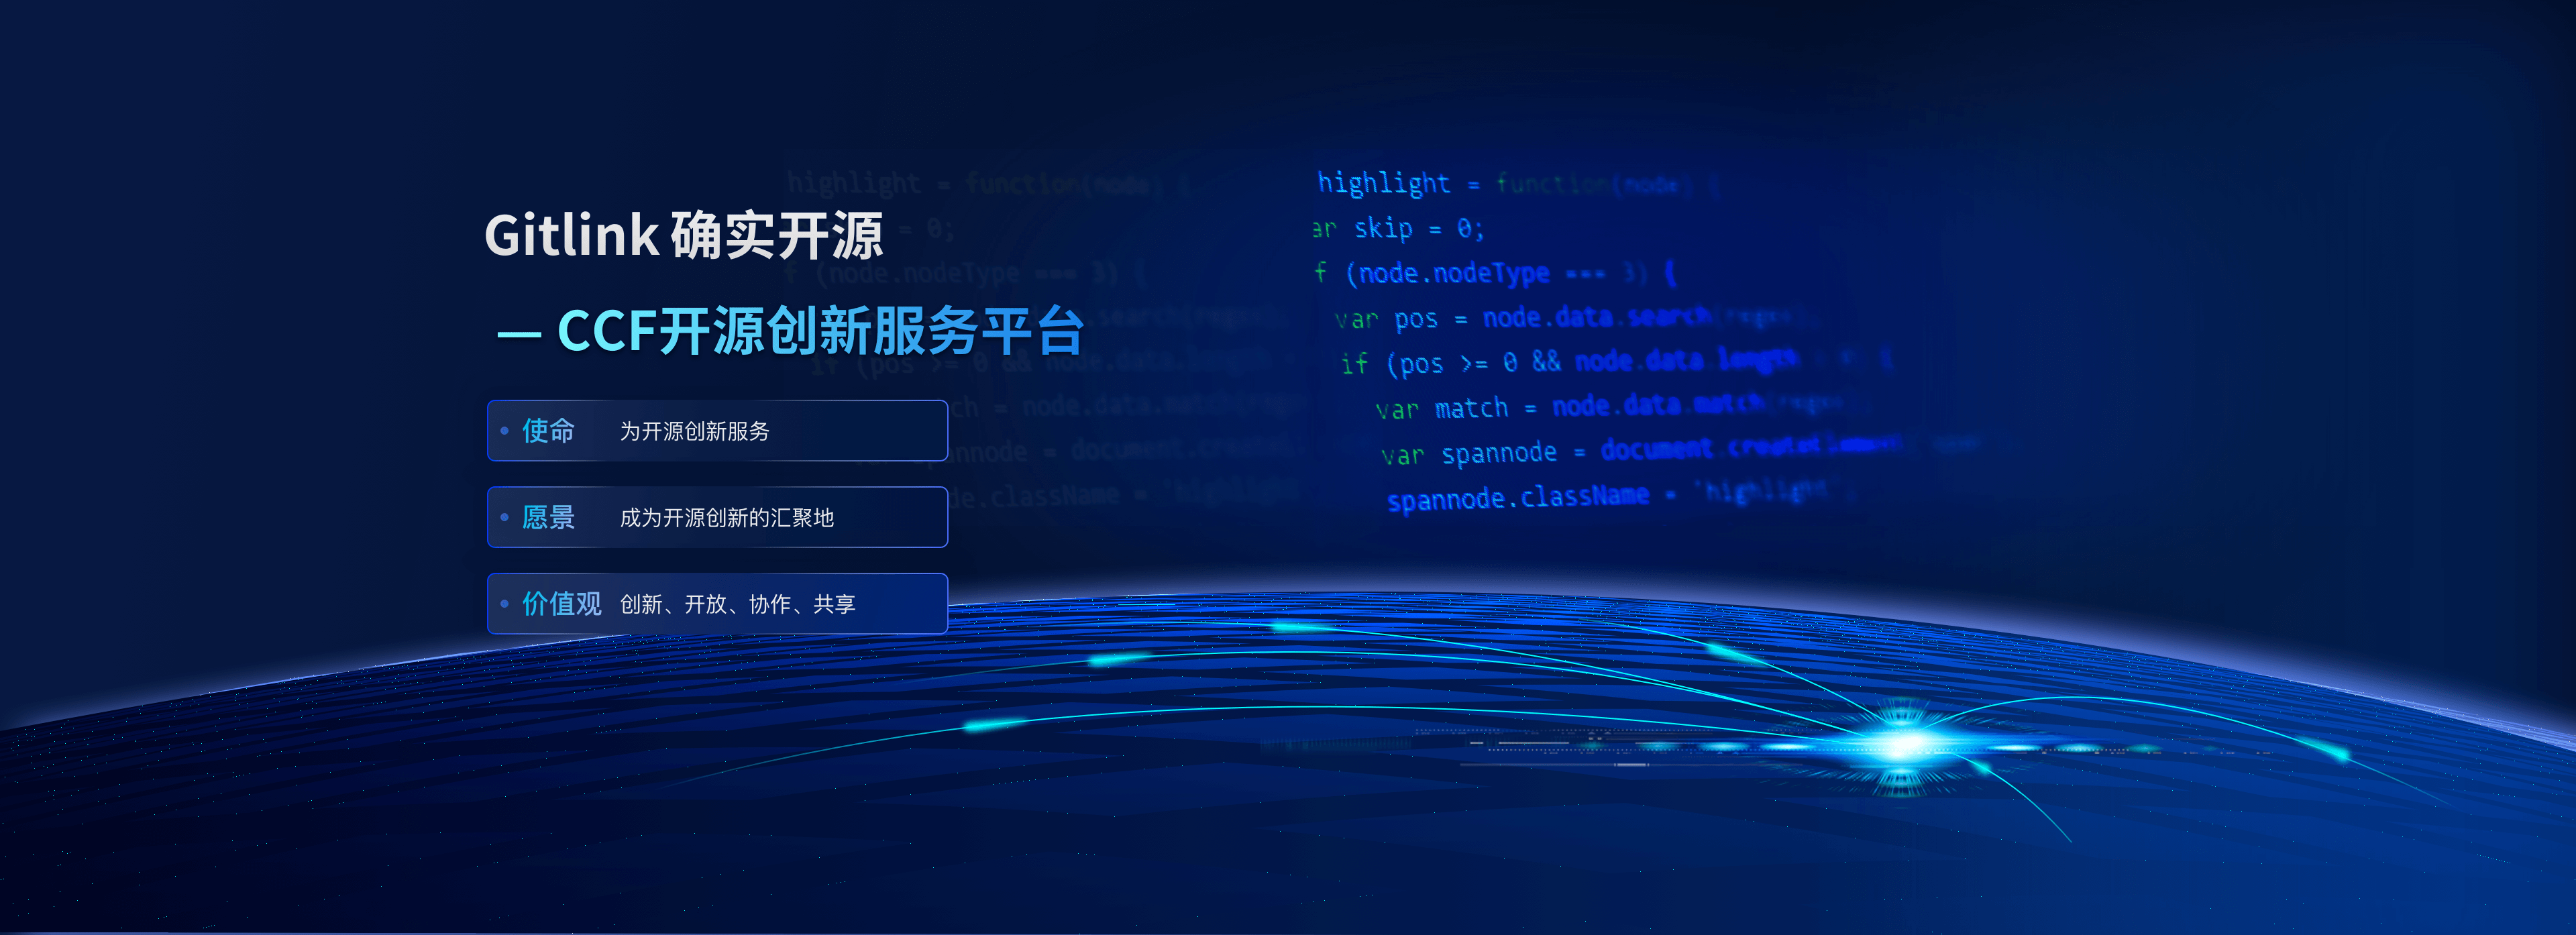 Gitlink 确实开源
— CCF开源创新服务平台
使命 为开源创新服务
愿景 成为开源创新的汇聚地
价值观 创新、开放、协作、共享
highlight = function(node) {
ar skip = 0;
f (node.nodeType === 3) {
var pos = node.data.search(regex);
if (pos >= 0 && node.data.length
var match = node.data.match(regex);
var spannode = document.createElement
spannode.className = 'highlight';